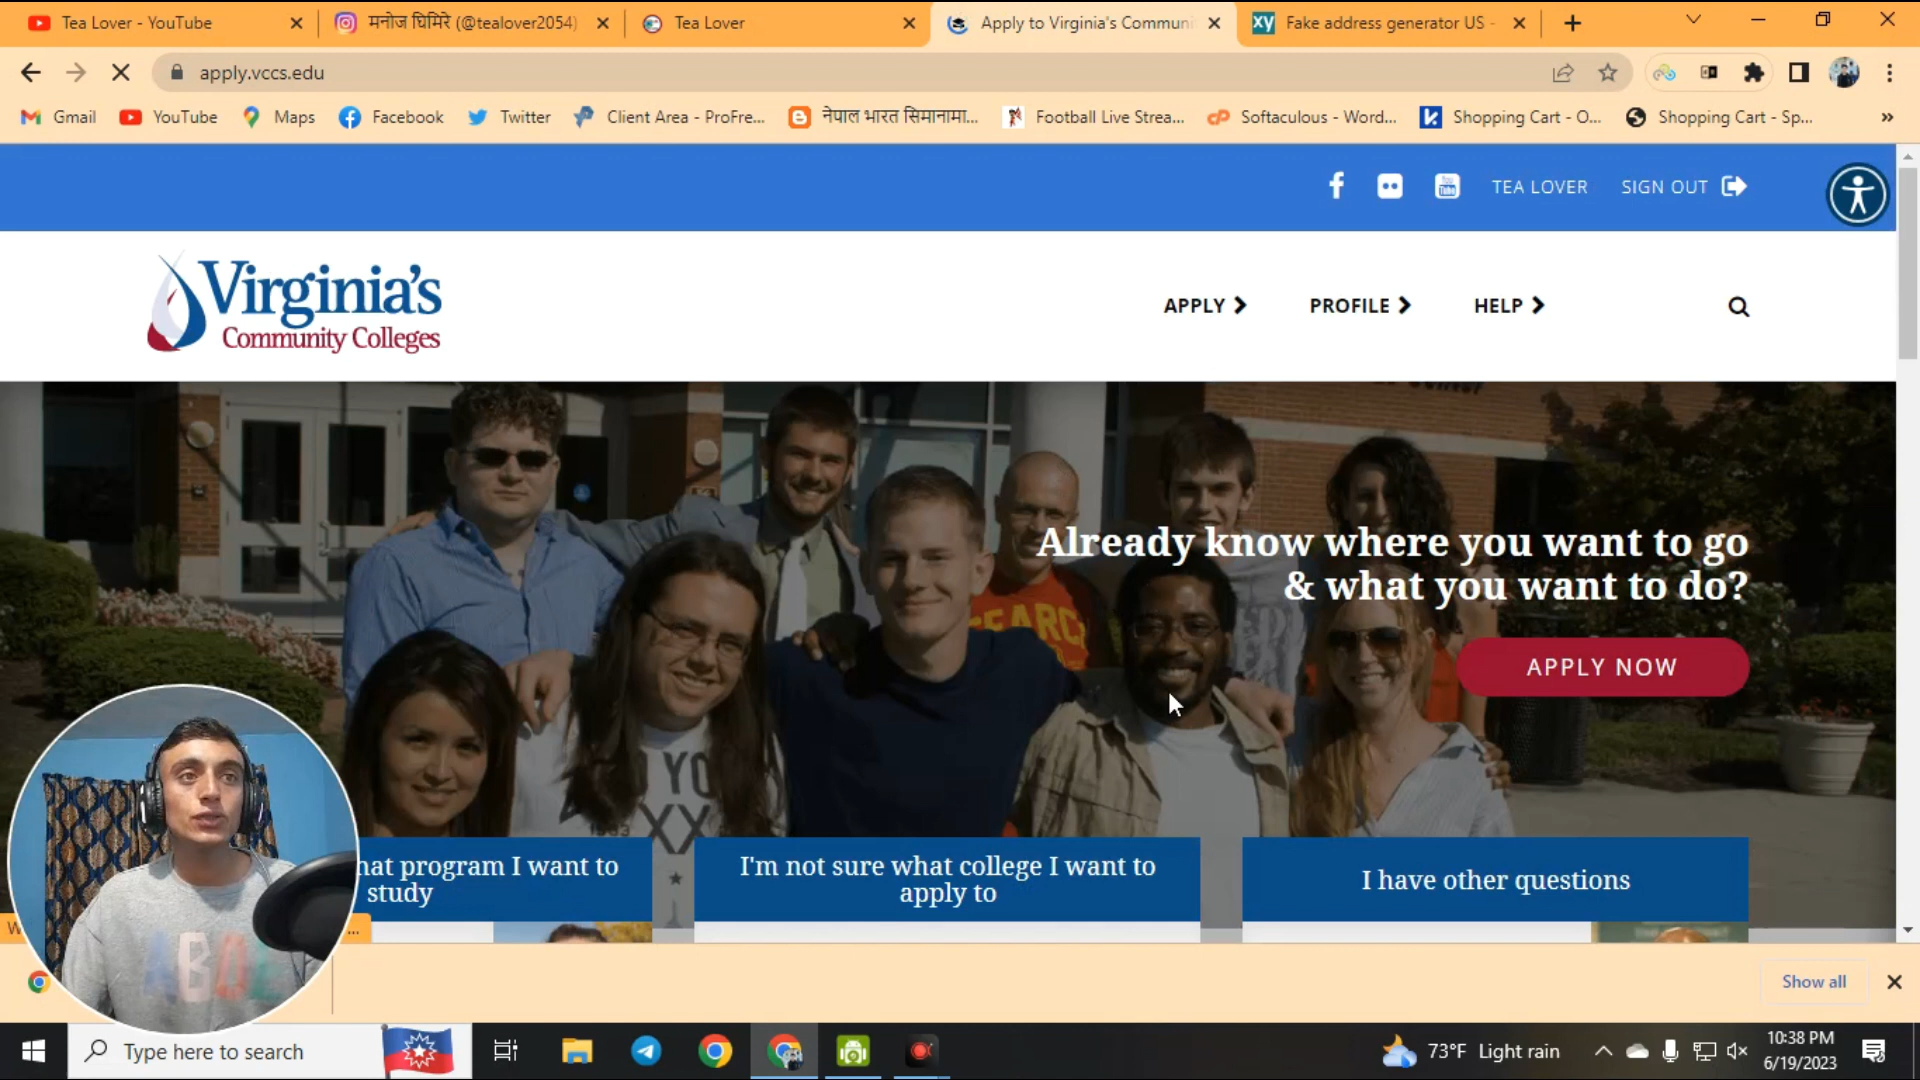 Tea Lover - YouTube
मनोज घिमिरे (@tealover2054)
Tea Lover
Apply to Virginia's Communi
Fake address generator US -
apply.vccs.edu
Gmail
YouTube
Maps
Facebook
Twitter
Client Area - ProFre...
नेपाल भारत सिमानामा...
Football Live Strea...
Softaculous - Word...
Shopping Cart - O...
Shopping Cart - Sp...
»
TEA LOVER
SIGN OUT
Virginia's
Community Colleges
APPLY
PROFILE
HELP
Already know where you want to go
& what you want to do?
APPLY NOW
hat program I want to
study
I'm not sure what college I want to
apply to
I have other questions
Show all
Type here to search
73°F Light rain
10:38 PM
6/19/2023